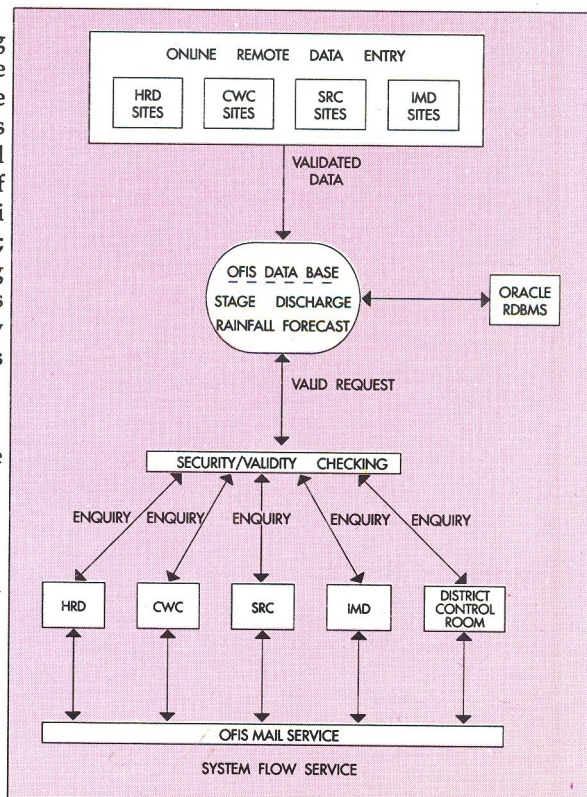 ONLINE REMOTE DATA ENTRY
HRD SITES
CWC SITES
SRC SITES
IMD SITES
VALIDATED
DATA
OFIS DATA BASE
STAGE DISCHARGE
RAINFALL FORECAST
ORACLE
RDBMS
VALID REQUEST
SECURITY/VALIDITY CHECKING
ENQUIRY ENQUIRY ENQUIRY ENQUIRY ENQUIRY
HRD
CWC
SRC
IMD
DISTRICT
CONTROL
ROOM
OFIS MAIL SERVICE
SYSTEM FLOW SERVICE